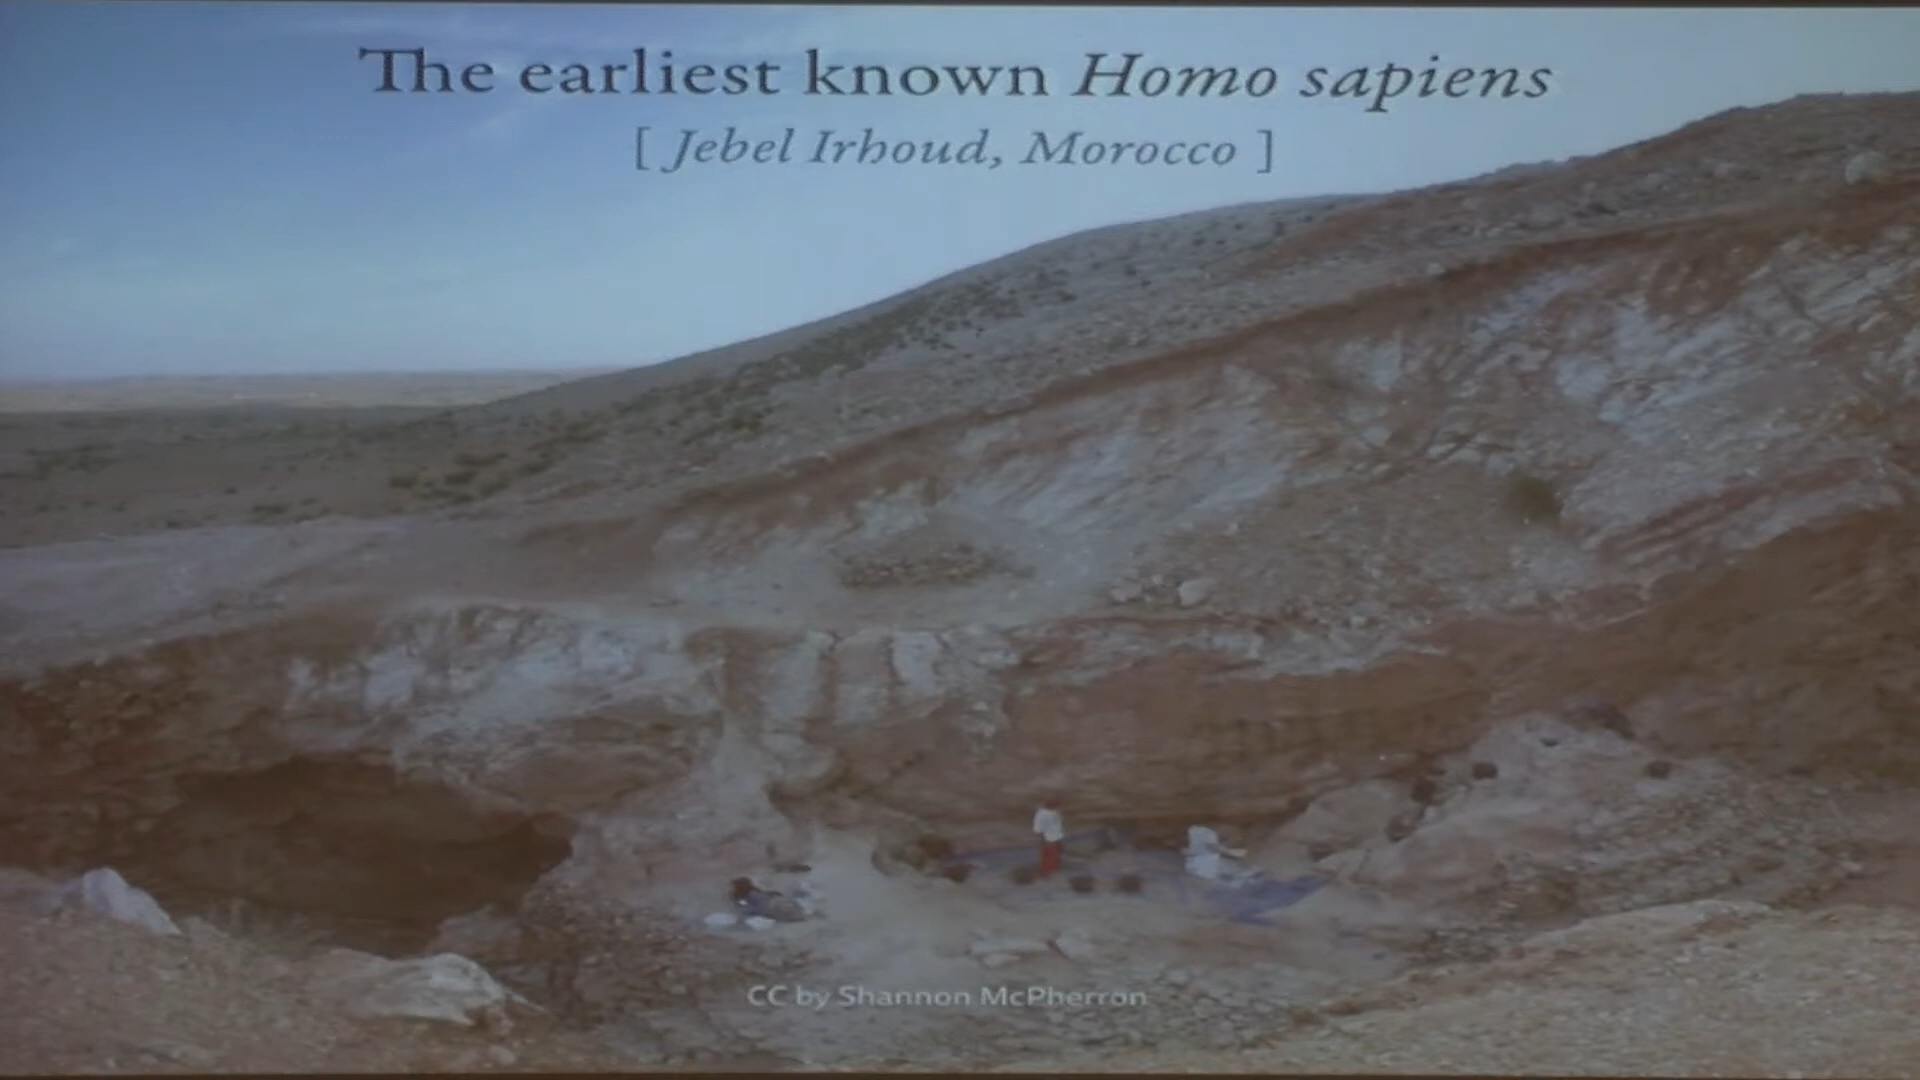 The earliest known Homo sapiens
[ Jebel Irhoud, Morocco ]
CC by Shannon McPherron